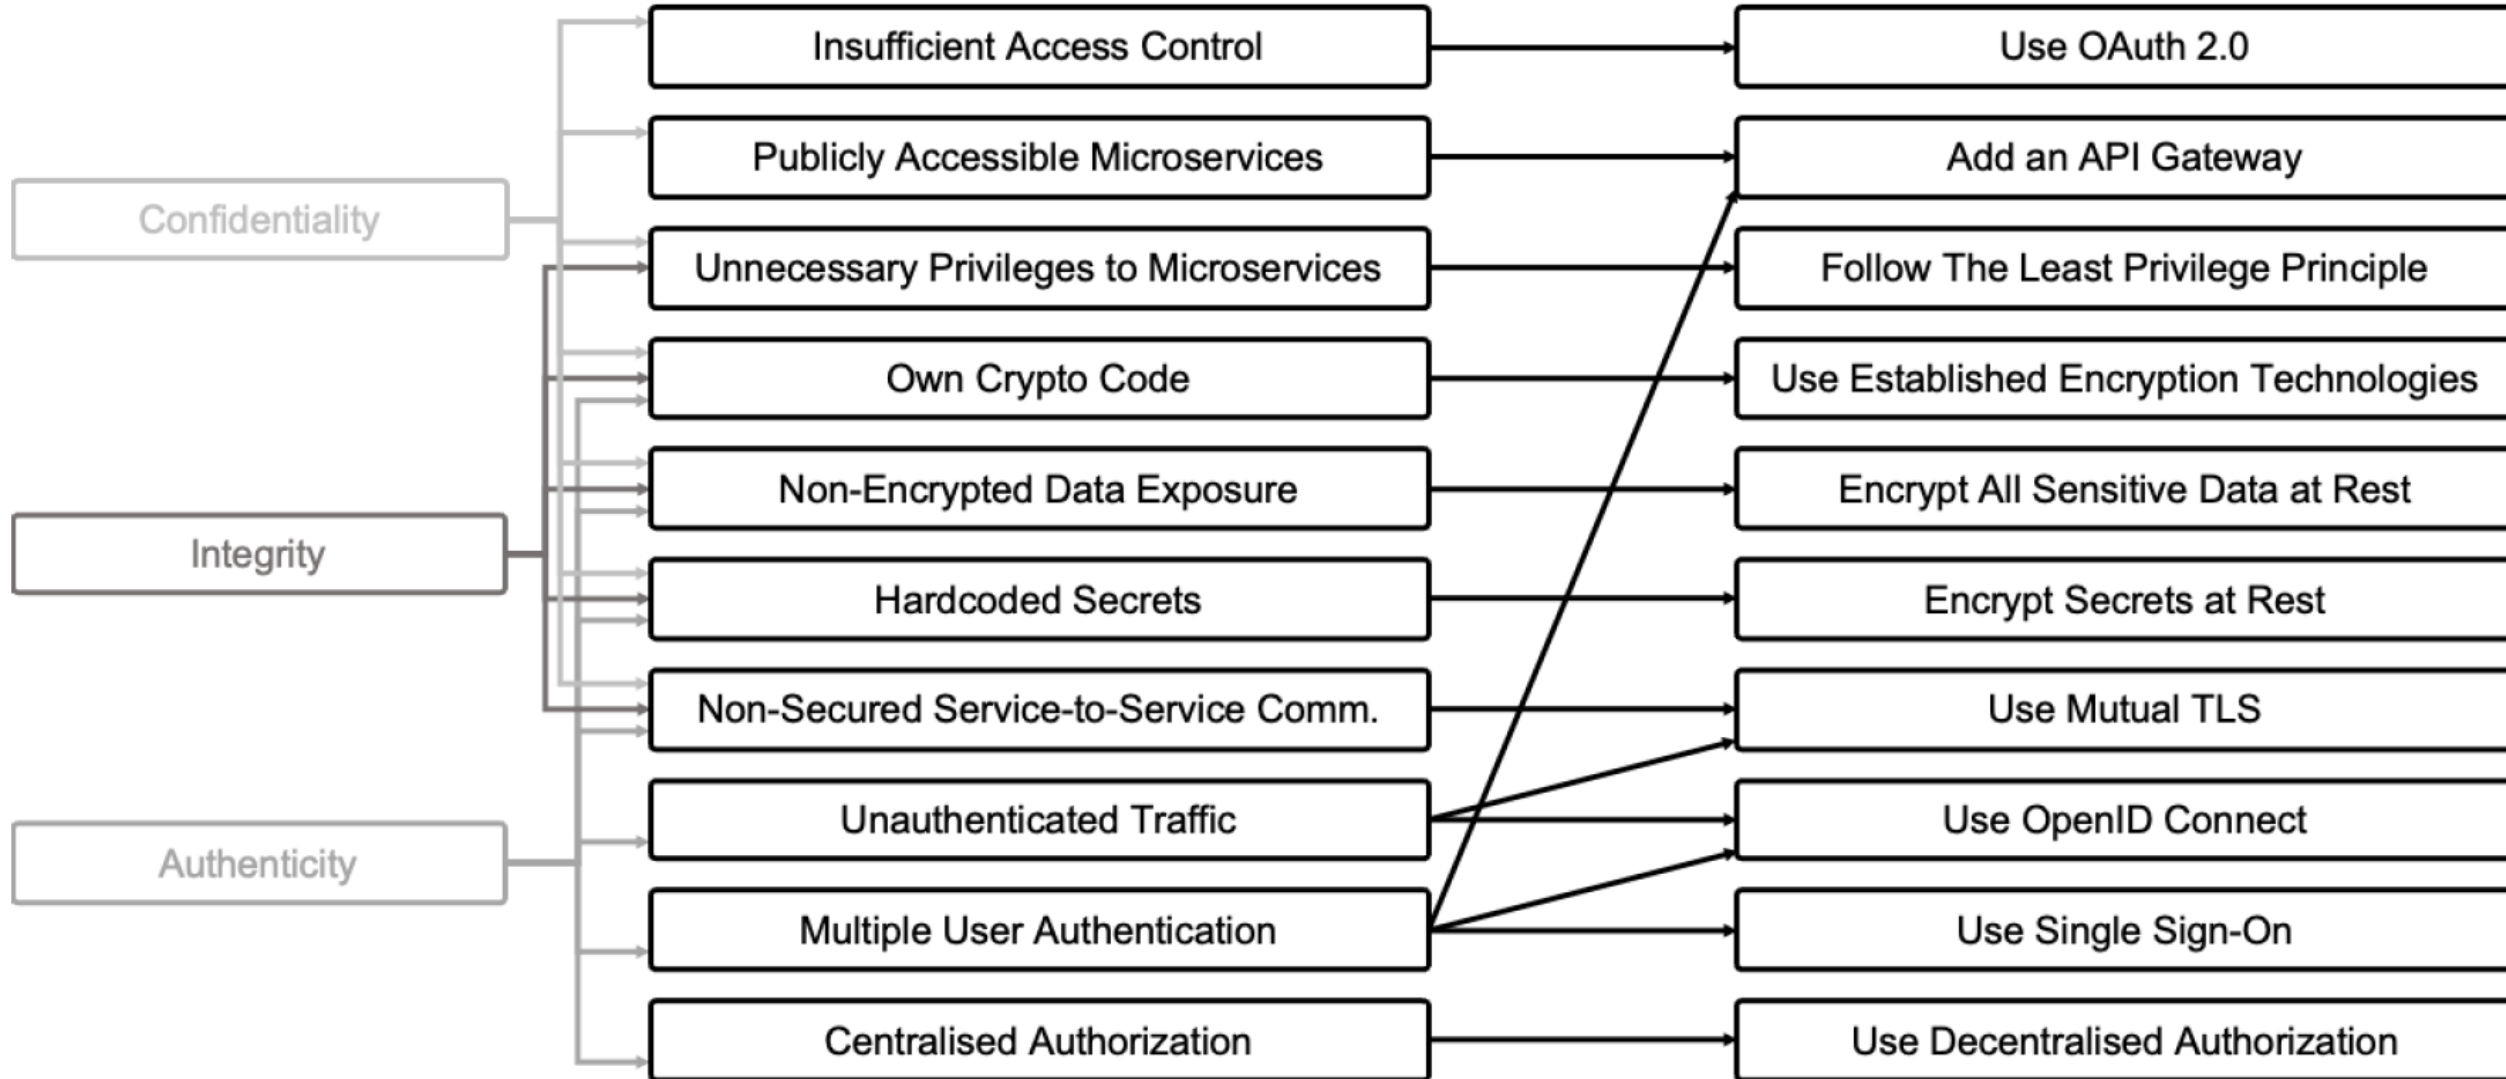 Insufficient Access Control
Use OAuth 2.0
Publicly Accessible Microservices
Add an API Gateway
Confidentiality
Unnecessary Privileges to Microservices
Follow The Least Privilege Principle
Own Crypto Code
Use Established Encryption Technologies
Non-Encrypted Data Exposure
Encrypt All Sensitive Data at Rest
Integrity
Hardcoded Secrets
Encrypt Secrets at Rest
Non-Secured Service-to-Service Comm.
Use Mutual TLS
Unauthenticated Traffic
Use OpenID Connect
Authenticity
Multiple User Authentication
Use Single Sign-On
Centralised Authorization
Use Decentralised Authorization